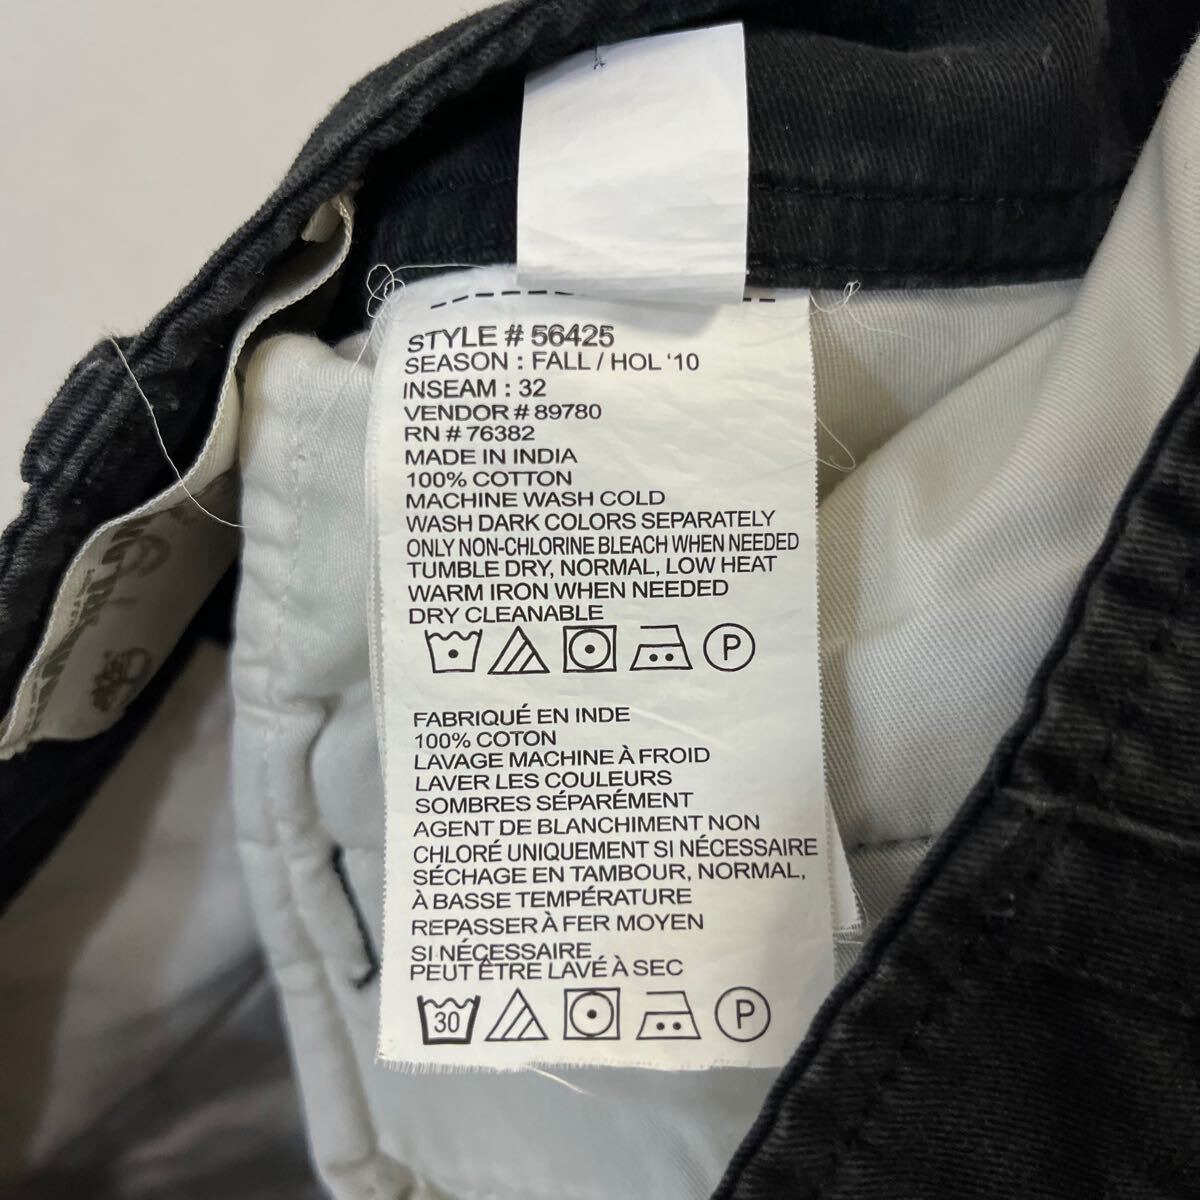 STYLE # 56425
SEASON : FALL / HOL '10
INSEAM : 32
VENDOR # 89780
RN # 76382
MADE IN INDIA
100% COTTON
MACHINE WASH COLD
WASH DARK COLORS SEPARATELY
ONLY NON-CHLORINE BLEACH WHEN NEEDED
TUMBLE DRY, NORMAL, LOW HEAT
WARM IRON WHEN NEEDED
DRY CLEANABLE
P
FABRIQUÉ EN INDE
100% COTON
LAVAGE MACHINE À FROID
LAVER LES COULEURS
SOMBRES SÉPARÉMENT
AGENT DE BLANCHIMENT NON
CHLORÉ UNIQUEMENT SI NÉCESSAIRE
SÉCHAGE EN TAMBOUR, NORMAL,
À BASSE TEMPÉRATURE
REPASSER À FER MOYEN
SI NÉCESSAIRE
PEUT ÊTRE LAVÉ À SEC
30 P